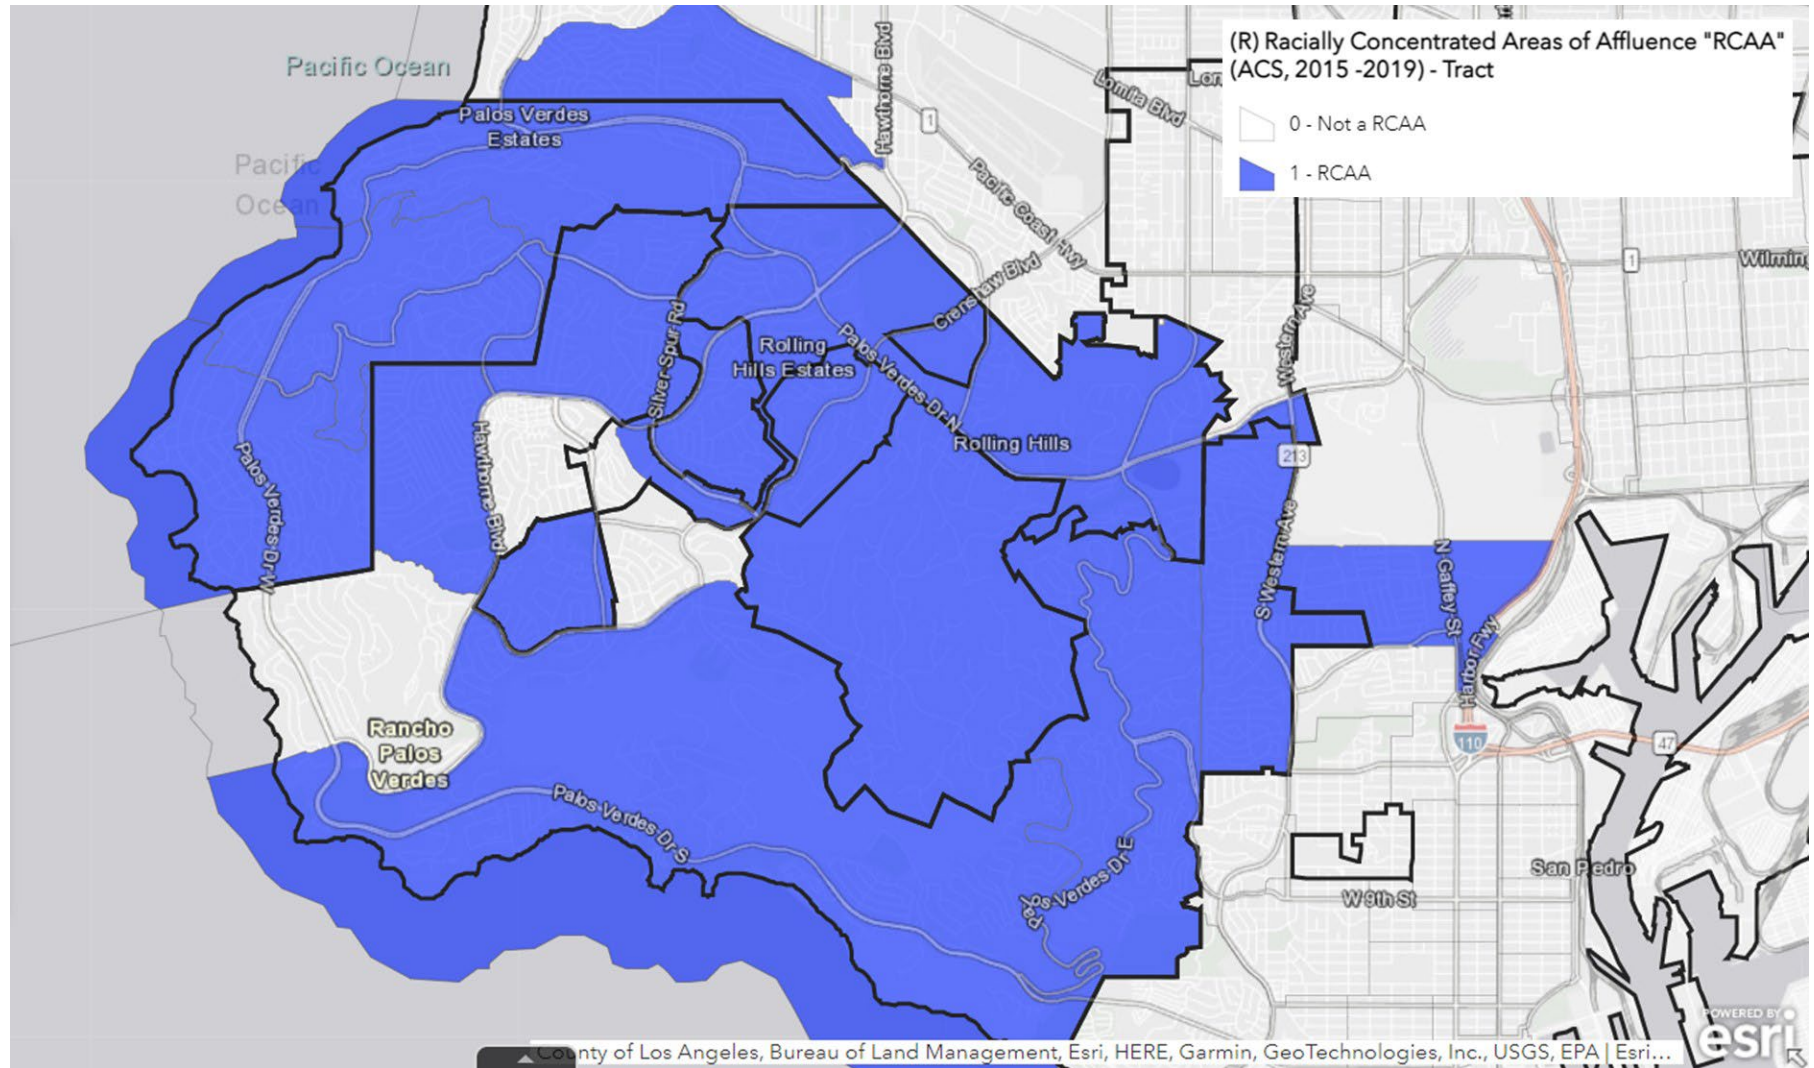 (R) Racially Concentrated Areas of Affluence "RCAA"
(ACS, 2015 -2019) - Tract
0 - Not a RCAA
1 - RCAA
Pacific Ocean
Hawthorne Blvd
Lomita Blvd
Lon
Palos Verdes
Estates
1
Pacific
Ocean
Pacific Coast Hwy
1
Wilming
Crenshaw Blvd
Western Ave
Silver Spur Rd
Rolling
Hills Estates
Palos Verdes Dr N
Rolling Hills
Hawthorne Blvd
Palos Verdes Dr W
213
S Western Ave
N Gaffey St
Harbor Fwy
Rancho
Palos
Verdes
110
47
Palos Verdes Dr S
Palos Verdes Dr E
San Pedro
W 9th St
POWERED BY
esri
County of Los Angeles, Bureau of Land Management, Esri, HERE, Garmin, GeoTechnologies, Inc., USGS, EPA | Esri...